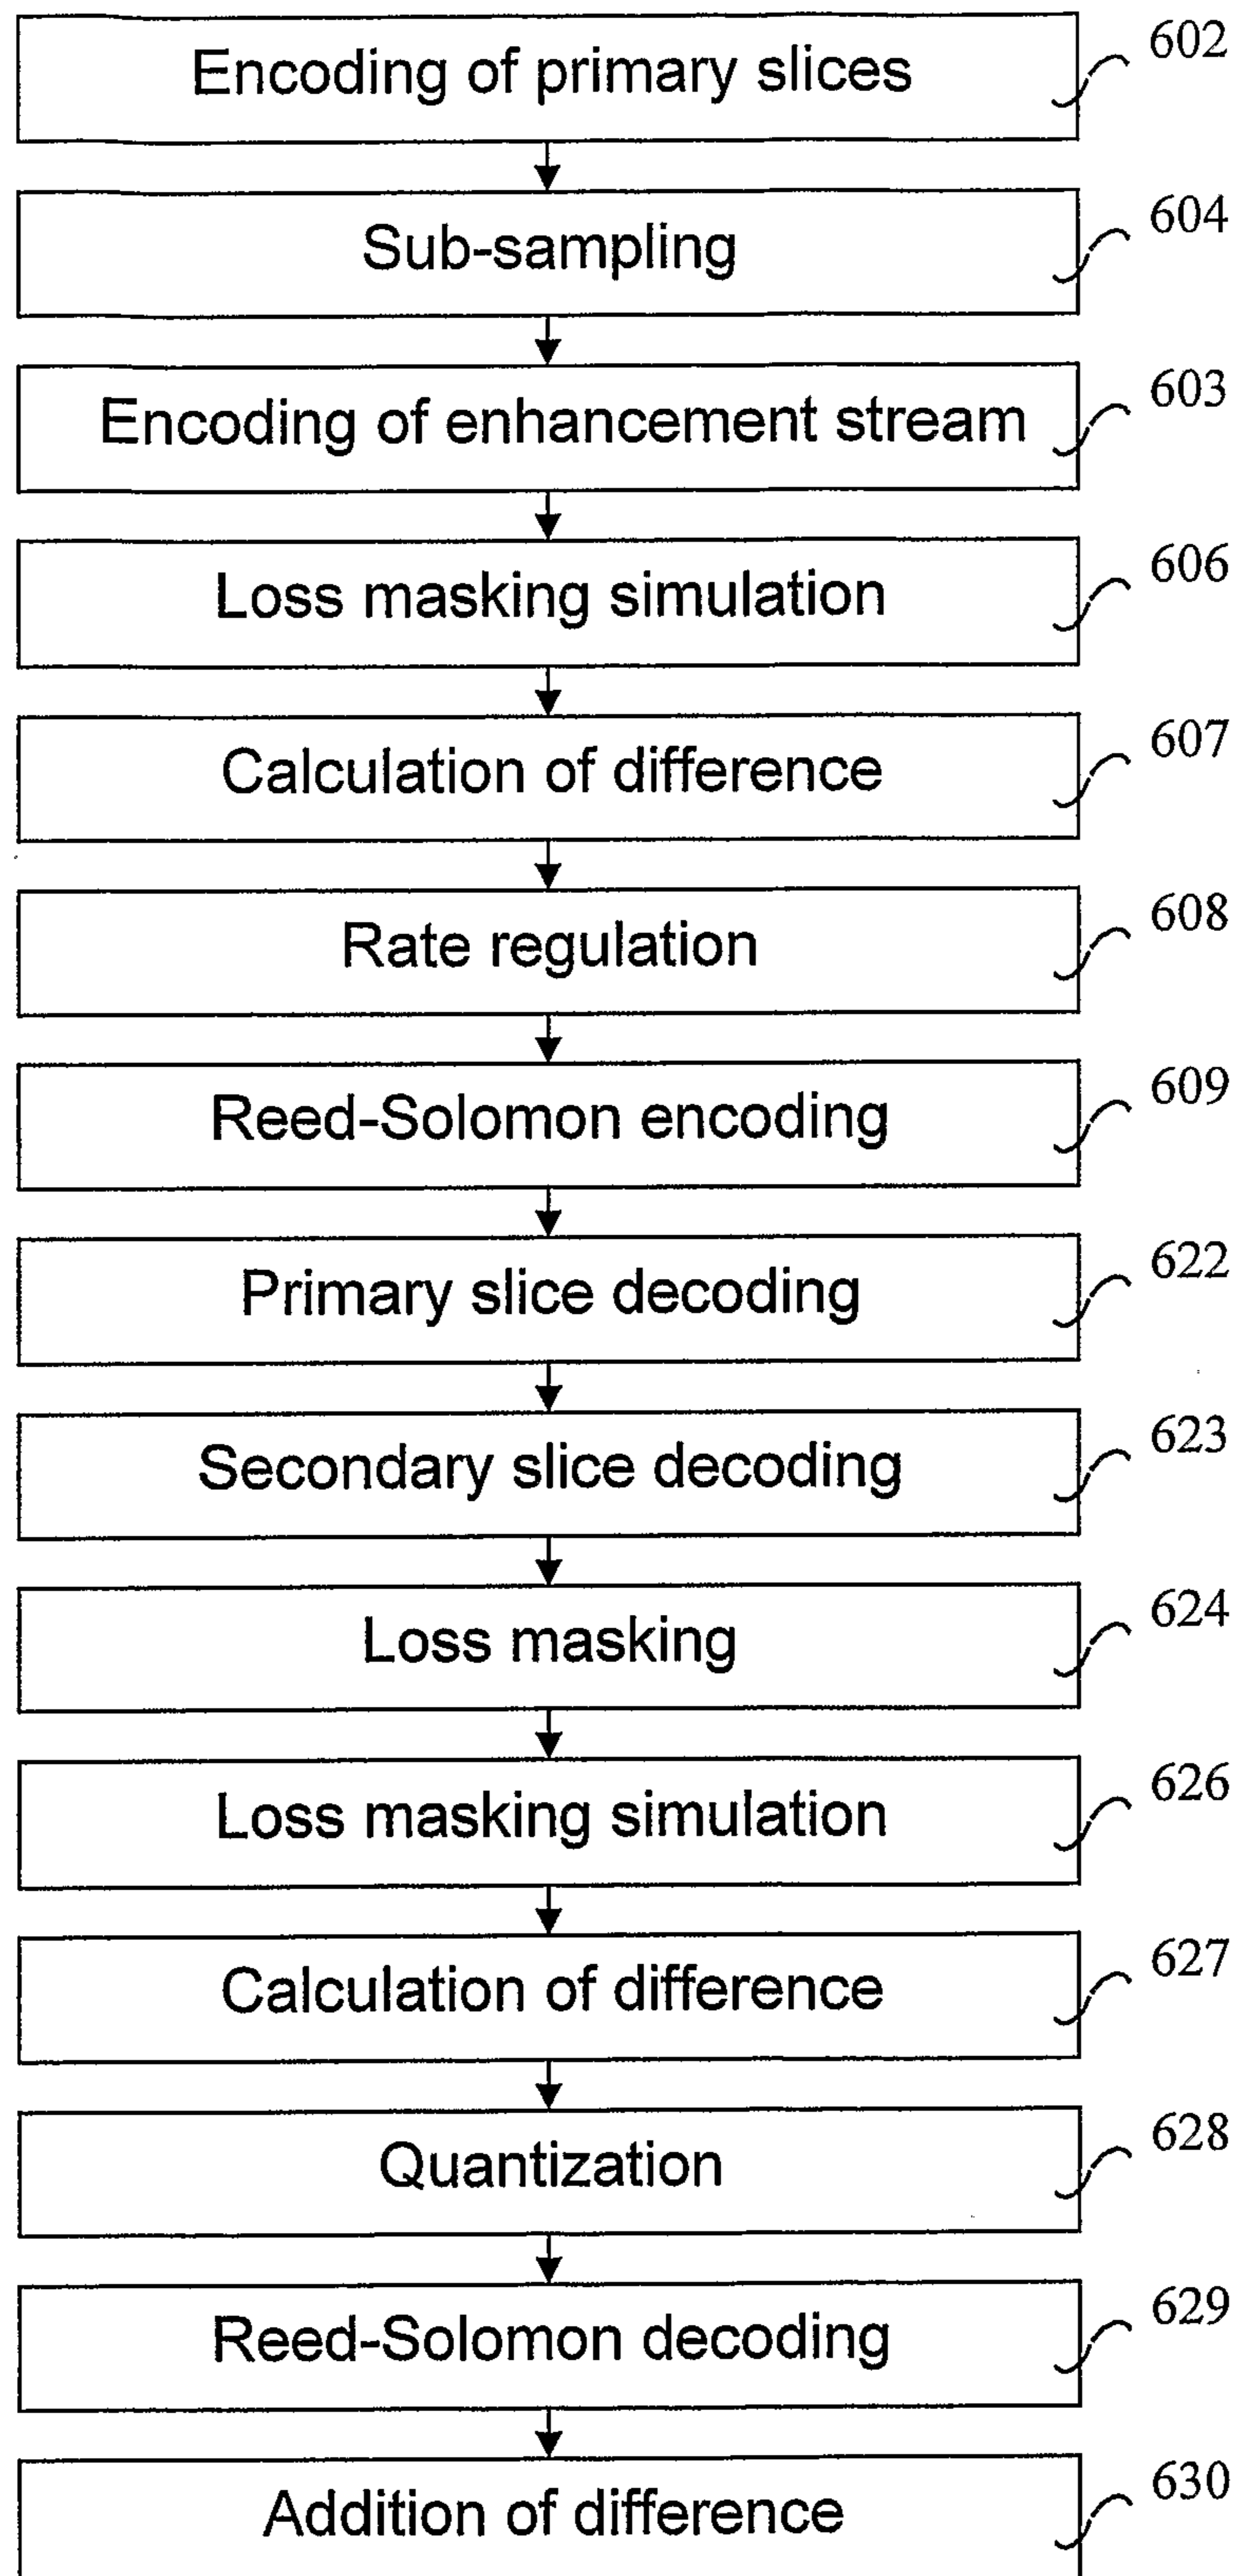 Encoding of primary slices
602
Sub-sampling
604
Encoding of enhancement stream
603
Loss masking simulation
606
Calculation of difference
607
Rate regulation
608
Reed-Solomon encoding
609
Primary slice decoding
622
Secondary slice decoding
623
Loss masking
624
Loss masking simulation
626
Calculation of difference
627
Quantization
628
Reed-Solomon decoding
629
Addition of difference
630